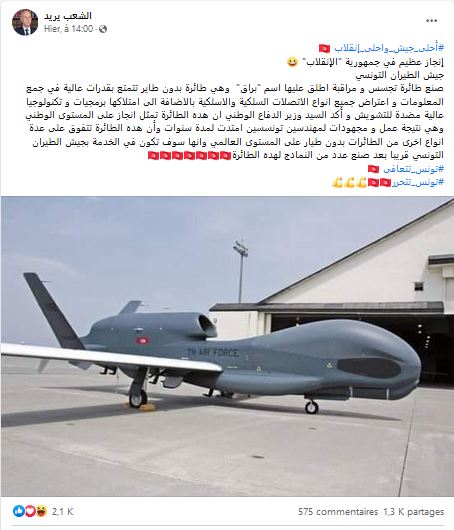 الشعب يريد
Hier, à 14:00 ·
#أحلى_جيش_واحلى_إنقلاب 🇹🇳
إنجاز عظيم في جمهورية "الإنقلاب" 😀
جيش الطيران التونسي
صنع طائرة تجسس و مراقبة اطلق عليها اسم "براق" وهي طائرة بدون طاير تتمتع بقدرات عالية في جمع
المعلومات و اعتراض جميع انواع الاتصلات السلكية والاسلكية بالاضافة الى امتلاكها برمجيات و تكنولوجيا
عالية مضدة للتشويش و أكد السيد وزير الدفاع الوطني ان هده الطائرة تمثل انجاز على المستوى الوطني
وهي نتيجة عمل و مجهودات لمهندسين تونسسين امتدت لمدة سنوات وأن هده الطائرة تتفوق على عدة
انواع اخرى من الطائرات بدون طيار على المستوى العالمي وانها سوف تكون في الخدمة بجيش الطيران
التونسي قريبا بعد صنع عدد من النمادج لهده الطائرة🇹🇳🇹🇳🇹🇳🇹🇳🇹🇳🇹🇳🇹🇳
#تونس_تتعافى 🇹🇳
#تونس_تتحرر🇹🇳🇹🇳💪💪💪
TN AIR FORCE
2,1 K
575 commentaires 1,3 K partages